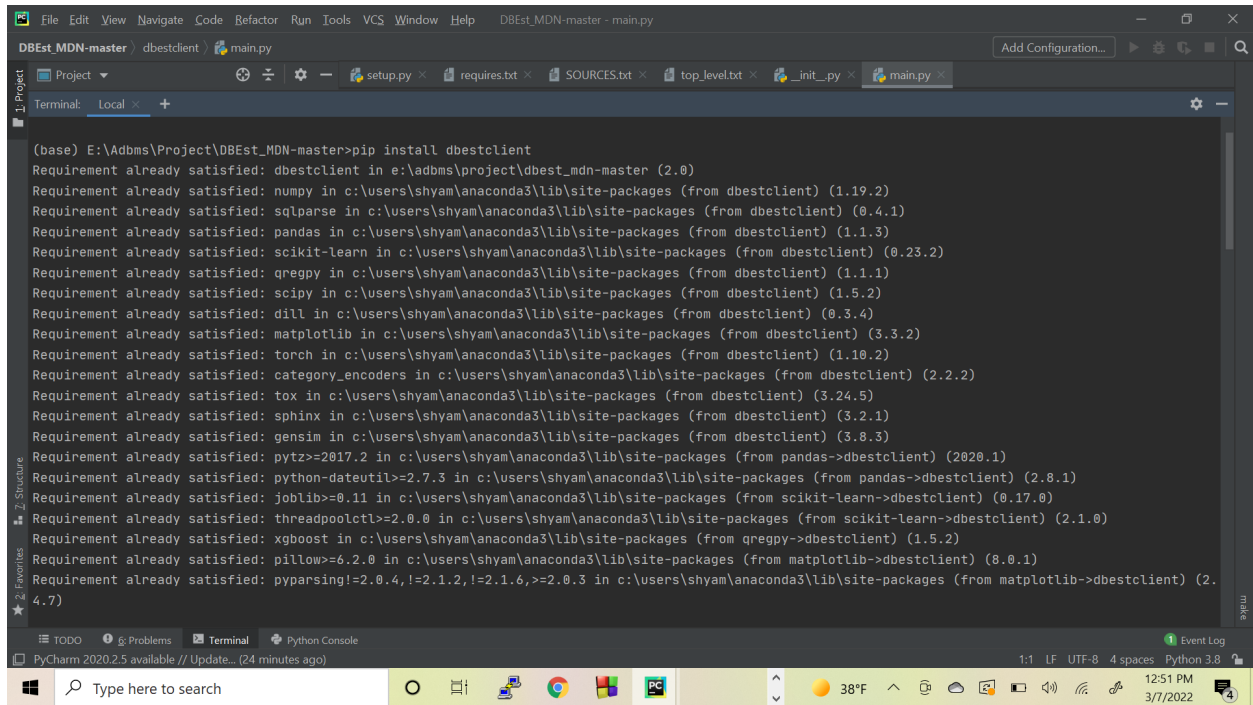 File Edit View Navigate Code Refactor Run Tools VCS Window Help DBEst_MDN-master - main.py
DBEst_MDN-master dbestclient main.py Add Configuration...
Project setup.py requires.txt SOURCES.txt top_level.txt _init_.py main.py
1: Project
Terminal: Local +
(base) E:\Adbms\Project\DBEst_MDN-master>pip install dbestclient
Requirement already satisfied: dbestclient in e:\adbms\project\dbest_mdn-master (2.0)
Requirement already satisfied: numpy in c:\users\shyam\anaconda3\lib\site-packages (from dbestclient) (1.19.2)
Requirement already satisfied: sqlparse in c:\users\shyam\anaconda3\lib\site-packages (from dbestclient) (0.4.1)
Requirement already satisfied: pandas in c:\users\shyam\anaconda3\lib\site-packages (from dbestclient) (1.1.3)
Requirement already satisfied: scikit-learn in c:\users\shyam\anaconda3\lib\site-packages (from dbestclient) (0.23.2)
Requirement already satisfied: qregpy in c:\users\shyam\anaconda3\lib\site-packages (from dbestclient) (1.1.1)
Requirement already satisfied: scipy in c:\users\shyam\anaconda3\lib\site-packages (from dbestclient) (1.5.2)
Requirement already satisfied: dill in c:\users\shyam\anaconda3\lib\site-packages (from dbestclient) (0.3.4)
Requirement already satisfied: matplotlib in c:\users\shyam\anaconda3\lib\site-packages (from dbestclient) (3.3.2)
Requirement already satisfied: torch in c:\users\shyam\anaconda3\lib\site-packages (from dbestclient) (1.10.2)
Requirement already satisfied: category_encoders in c:\users\shyam\anaconda3\lib\site-packages (from dbestclient) (2.2.2)
Requirement already satisfied: tox in c:\users\shyam\anaconda3\lib\site-packages (from dbestclient) (3.24.5)
Requirement already satisfied: sphinx in c:\users\shyam\anaconda3\lib\site-packages (from dbestclient) (3.2.1)
Requirement already satisfied: gensim in c:\users\shyam\anaconda3\lib\site-packages (from dbestclient) (3.8.3)
Requirement already satisfied: pytz>=2017.2 in c:\users\shyam\anaconda3\lib\site-packages (from pandas->dbestclient) (2020.1)
Requirement already satisfied: python-dateutil>=2.7.3 in c:\users\shyam\anaconda3\lib\site-packages (from pandas->dbestclient) (2.8.1)
Requirement already satisfied: joblib>=0.11 in c:\users\shyam\anaconda3\lib\site-packages (from scikit-learn->dbestclient) (0.17.0)
Requirement already satisfied: threadpoolctl>=2.0.0 in c:\users\shyam\anaconda3\lib\site-packages (from scikit-learn->dbestclient) (2.1.0)
Requirement already satisfied: xgboost in c:\users\shyam\anaconda3\lib\site-packages (from qregpy->dbestclient) (1.5.2)
Requirement already satisfied: pillow>=6.2.0 in c:\users\shyam\anaconda3\lib\site-packages (from matplotlib->dbestclient) (8.0.1)
Requirement already satisfied: pyparsing!=2.0.4,!=2.1.2,!=2.1.6,>=2.0.3 in c:\users\shyam\anaconda3\lib\site-packages (from matplotlib->dbestclient) (2.
4.7)
7: Structure
2: Favorites
make
TODO 6: Problems Terminal Python Console 1 Event Log
PyCharm 2020.2.5 available // Update... (24 minutes ago) 1:1 LF UTF-8 4 spaces Python 3.8
Type here to search 38°F 12:51 PM
3/7/2022
4